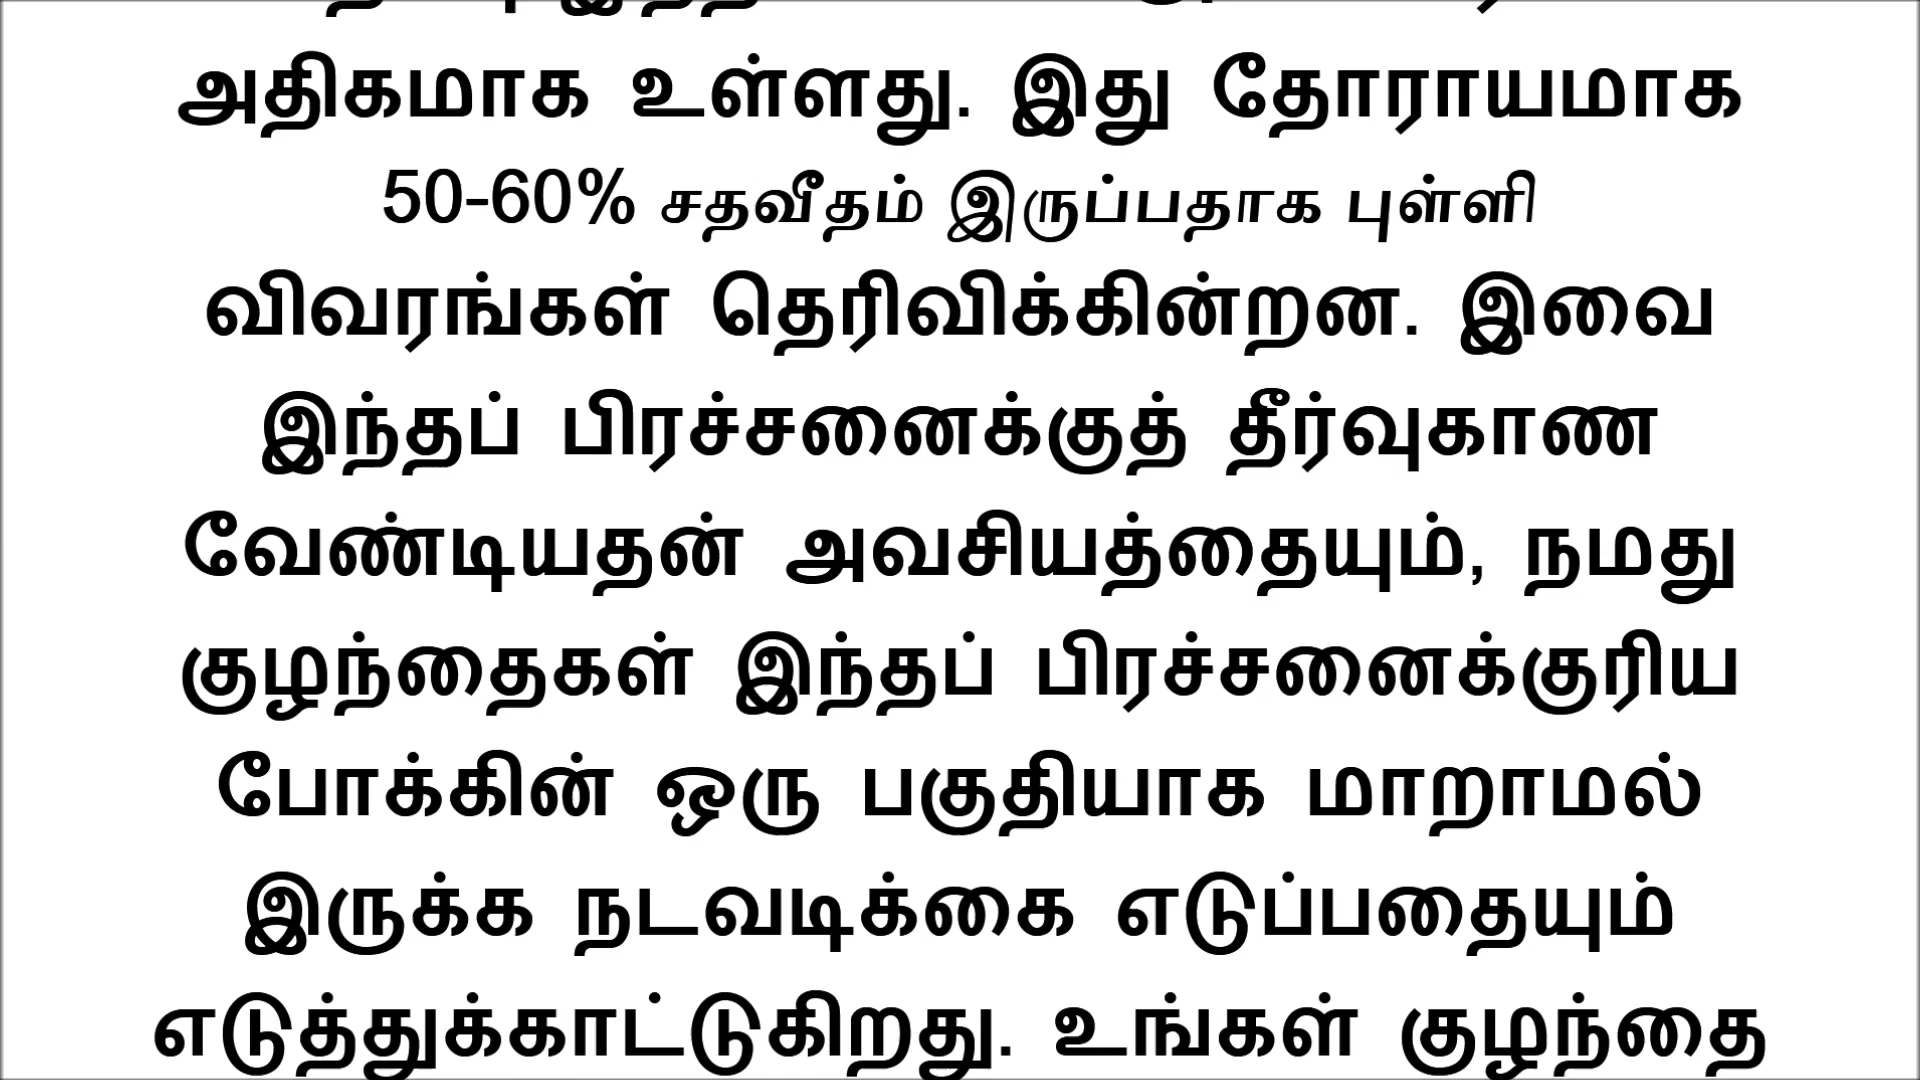 அதிகமாக உள்ளது. இது தோராயமாக
50-60% சதவீதம் இருப்பதாக புள்ளி
விவரங்கள் தெரிவிக்கின்றன. இவை
இந்தப் பிரச்சனைக்குத் தீர்வுகாண
வேண்டியதன் அவசியத்தையும், நமது
குழந்தைகள் இந்தப் பிரச்சனைக்குரிய
போக்கின் ஒரு பகுதியாக மாறாமல்
இருக்க நடவடிக்கை எடுப்பதையும்
எடுத்துக்காட்டுகிறது. உங்கள் குழந்தை